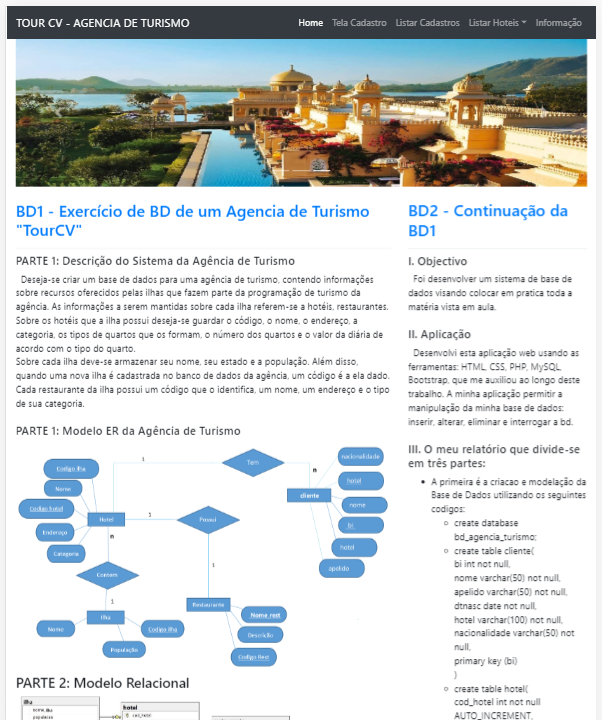 TOUR CV - AGENCIA DE TURISMO
Home Tela Cadastro Listar Cadastros Listar Hoteis Informação
BD1 - Exercício de BD de um Agencia de Turismo
"TourCV"
PARTE 1: Descrição do Sistema da Agência de Turismo
Deseja-se criar um base de dados para uma agência de turismo, contendo informações
sobre recursos oferecidos pelas ilhas que fazem parte da programação de turismo da
agência. As informações a serem mantidas sobre cada ilha referem-se a hotéis, restaurantes.
Sobre os hotéis que a ilha possui deseja-se guardar o código, o nome, o endereço, a
categoria, os tipos de quartos que os formam, o número dos quartos e o valor da diária de
acordo com o tipo do quarto.
Sobre cada ilha deve-se armazenar seu nome, seu estado e a população. Além disso,
quando uma nova ilha é cadastrada no banco de dados da agência, um código é a ela dado.
Cada restaurante da ilha possui um código que o identifica, um nome, um endereço e o tipo
de sua categoria.
PARTE 1: Modelo ER da Agência de Turismo
Codigo ilha
Nome
Codigo hotel
Endereço
Categoria
Hotel
1
Tem
n
cliente
nacionalidade
hotel
nome
bi
hotel
apelido
1
Possui
1
n
Contem
1
Ilha
Nome
Codigo Ilha
População
Restaurante
Nome_rest
Descrição
Codigo Rest
PARTE 2: Modelo Relacional
ilha
nome_ilha
populacao
hotel
cod_hotel
BD2 - Continuação da
BD1
I. Objectivo
Foi desenvolver um sistema de base de
dados visando colocar em pratica toda a
matéria vista em aula.
II. Aplicação
Desenvolvi esta aplicação web usando as
ferramentas: HTML, CSS, PHP, MySQL,
Bootstrap, que me auxiliou ao longo deste
trabalho. A minha aplicação permitir a
manipulação da minha base de dados:
inserir, alterar, eliminar e interrogar a bd.
III. O meu relatório que divide-se
em três partes:
A primeira é a criacao e modelação da
Base de Dados utilizando os seguintes
codigos:
create database
bd_agencia_turismo;
create table cliente(
bi int not null,
nome varchar(50) not null,
apelido varchar(50) not null,
dtnasc date not null,
hotel varchar(100) not null,
nacionalidade varchar(50) not
null,
primary key (bi)
)
create table hotel(
cod_hotel int not null
AUTO_INCREMENT,